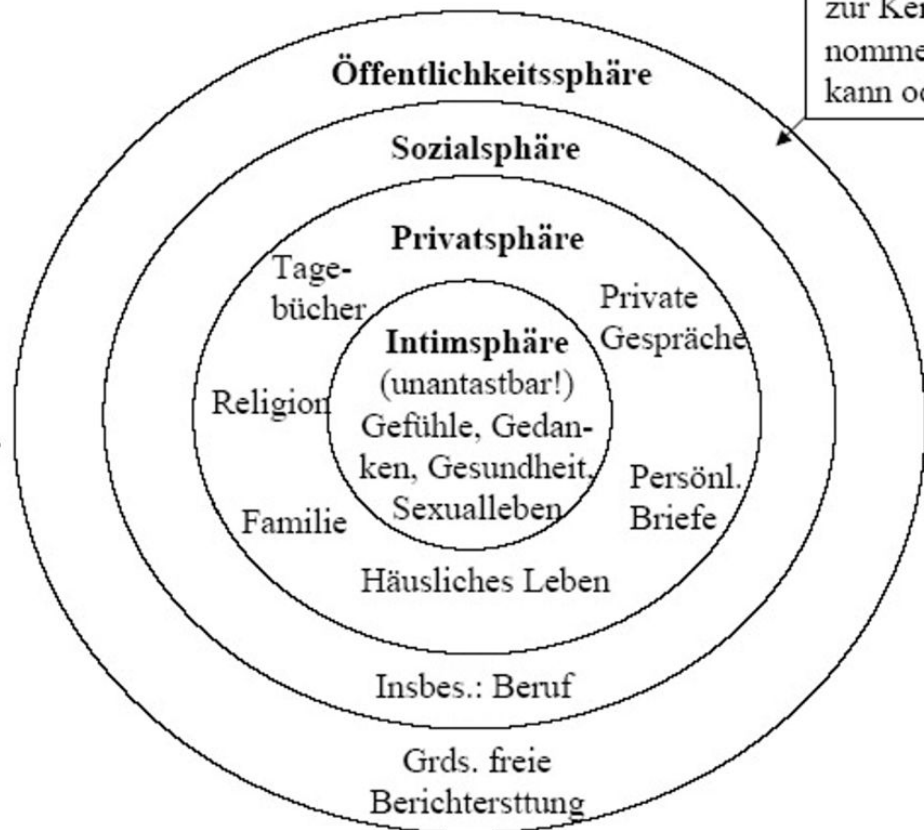 zur
nomme
kann
Öffentlichkeitssphäre
Sozialsphäre
Privatsphäre
Tage-
bücher
Private
Gespräche
Intimsphäre
(unantastbar!)
Religion
Gefühle, Gedan-
ken, Gesundheit,
Sexualleben
Persönl.
Briefe
Familie
Häusliches Leben
Insbes.: Beruf
Grds. freie
Berichtersttung